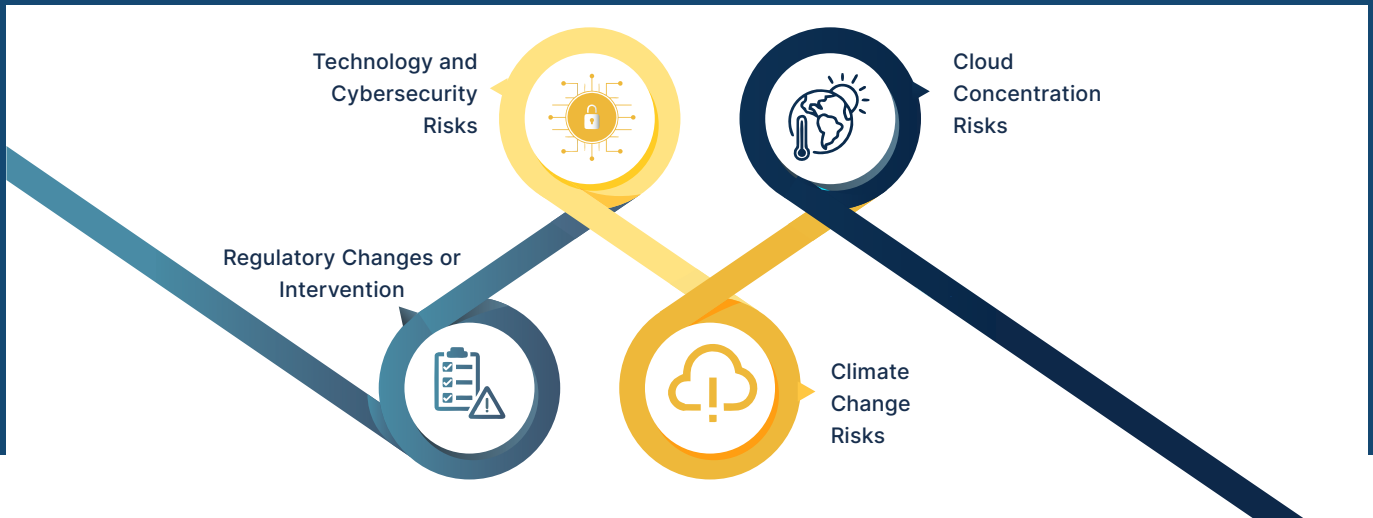 Technology and
Cybersecurity
Risks
Cloud
Concentration
Risks
Regulatory Changes or
Intervention
Climate
Change
Risks